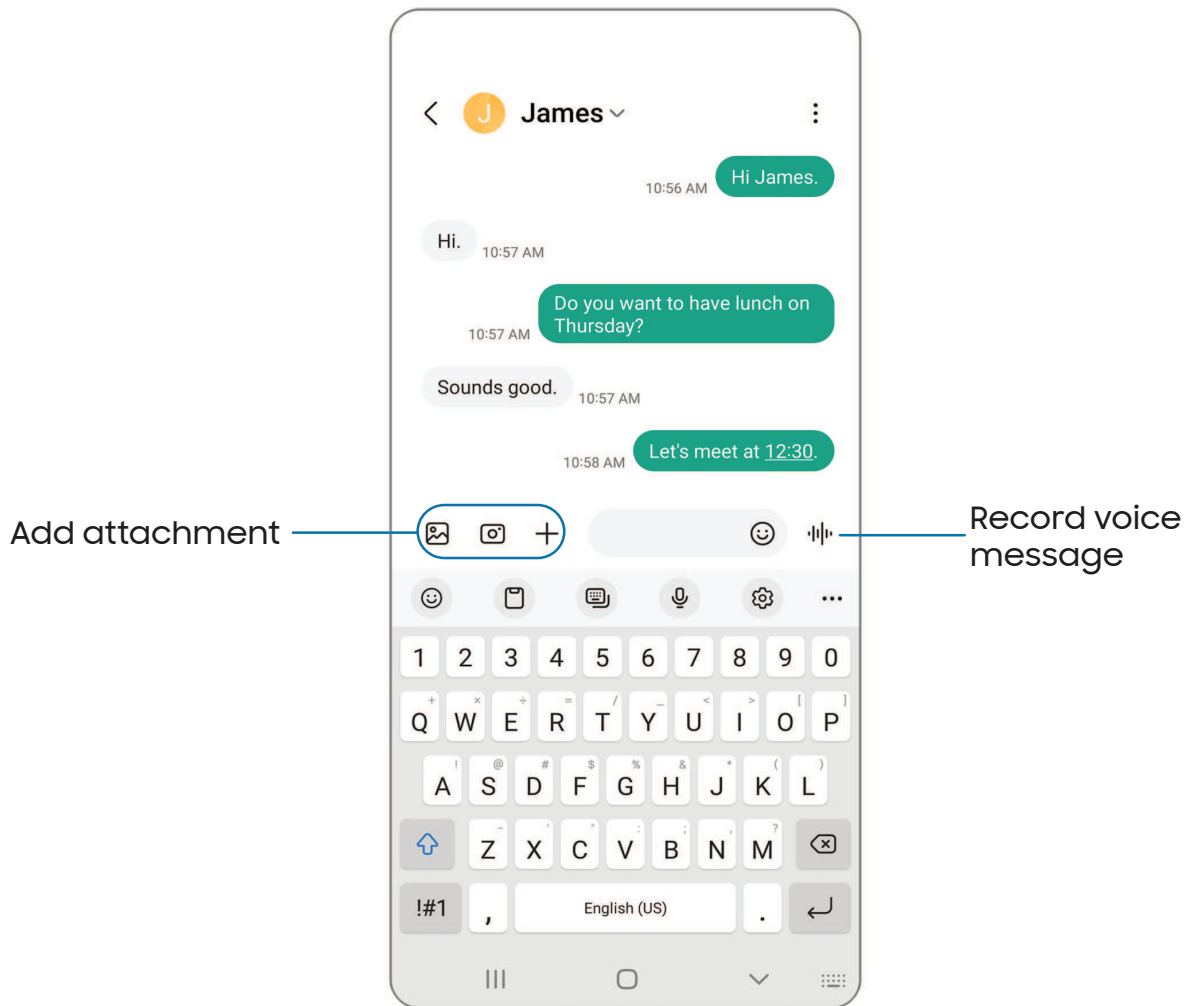 J James
Hi James.
10:56 AM
Hi.
10:57 AM
Do you want to have lunch on
Thursday?
10:57 AM
Sounds good.
10:57 AM
Let's meet at 12:30.
10:58 AM
Add attachment
Record voice
message
1 2 3 4 5 6 7 8 9 0
+ × ÷ = / _ < > [ ]
Q W E R T Y U I O P
! @ # $ % & * ( )
A S D F G H J K L
- ' " : ; , ?
Z X C V B N M
!#1 , English (US) .